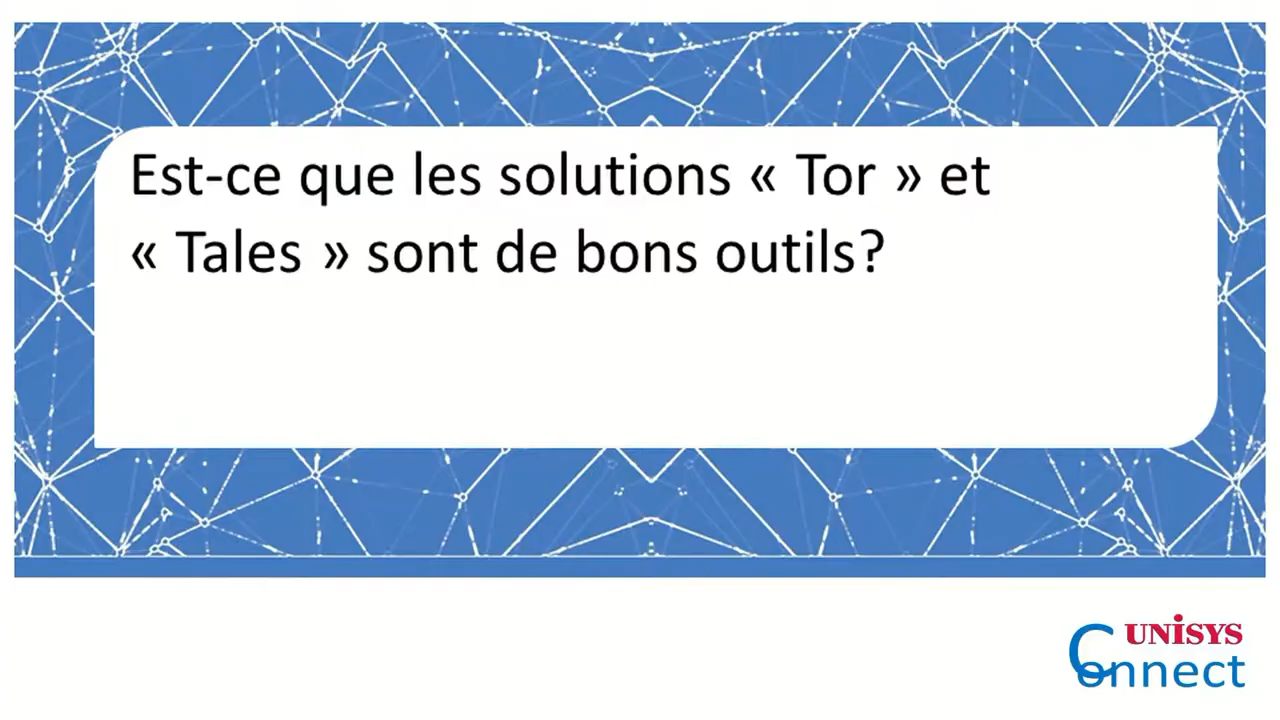 Est-ce que les solutions « Tor » et
« Tales » sont de bons outils?
UNiSYS
Connect